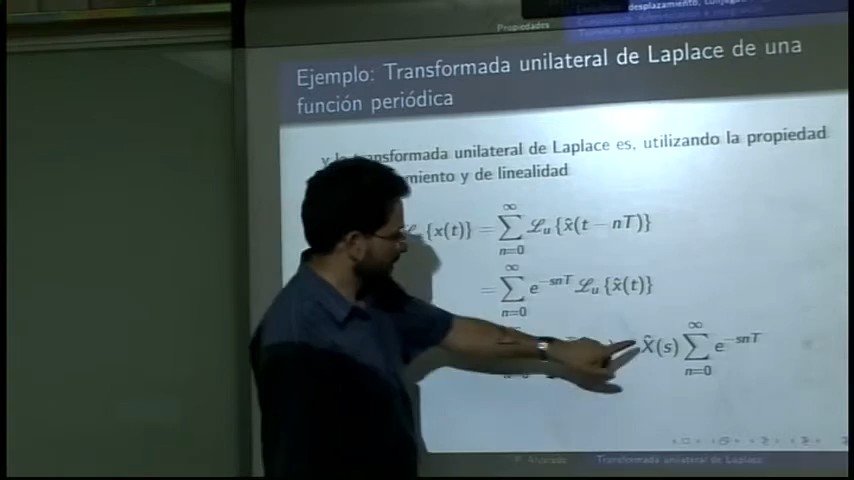 desplazamiento,
Propiedades
Ejemplo: Transformada unilateral de Laplace de una
función periódica
transformada unilateral de Laplace es, utilizando la propiedad
y de linealidad
{x(t)} = ∑_{n=0}^{∞} ℒ_u {x̂(t − nT)}
= ∑_{n=0}^{∞} e^{−snT} ℒ_u {x̂(t)}
X̂(s) ∑_{n=0}^{∞} e^{−snT}
P. Alvarado Transformada unilateral de Laplace